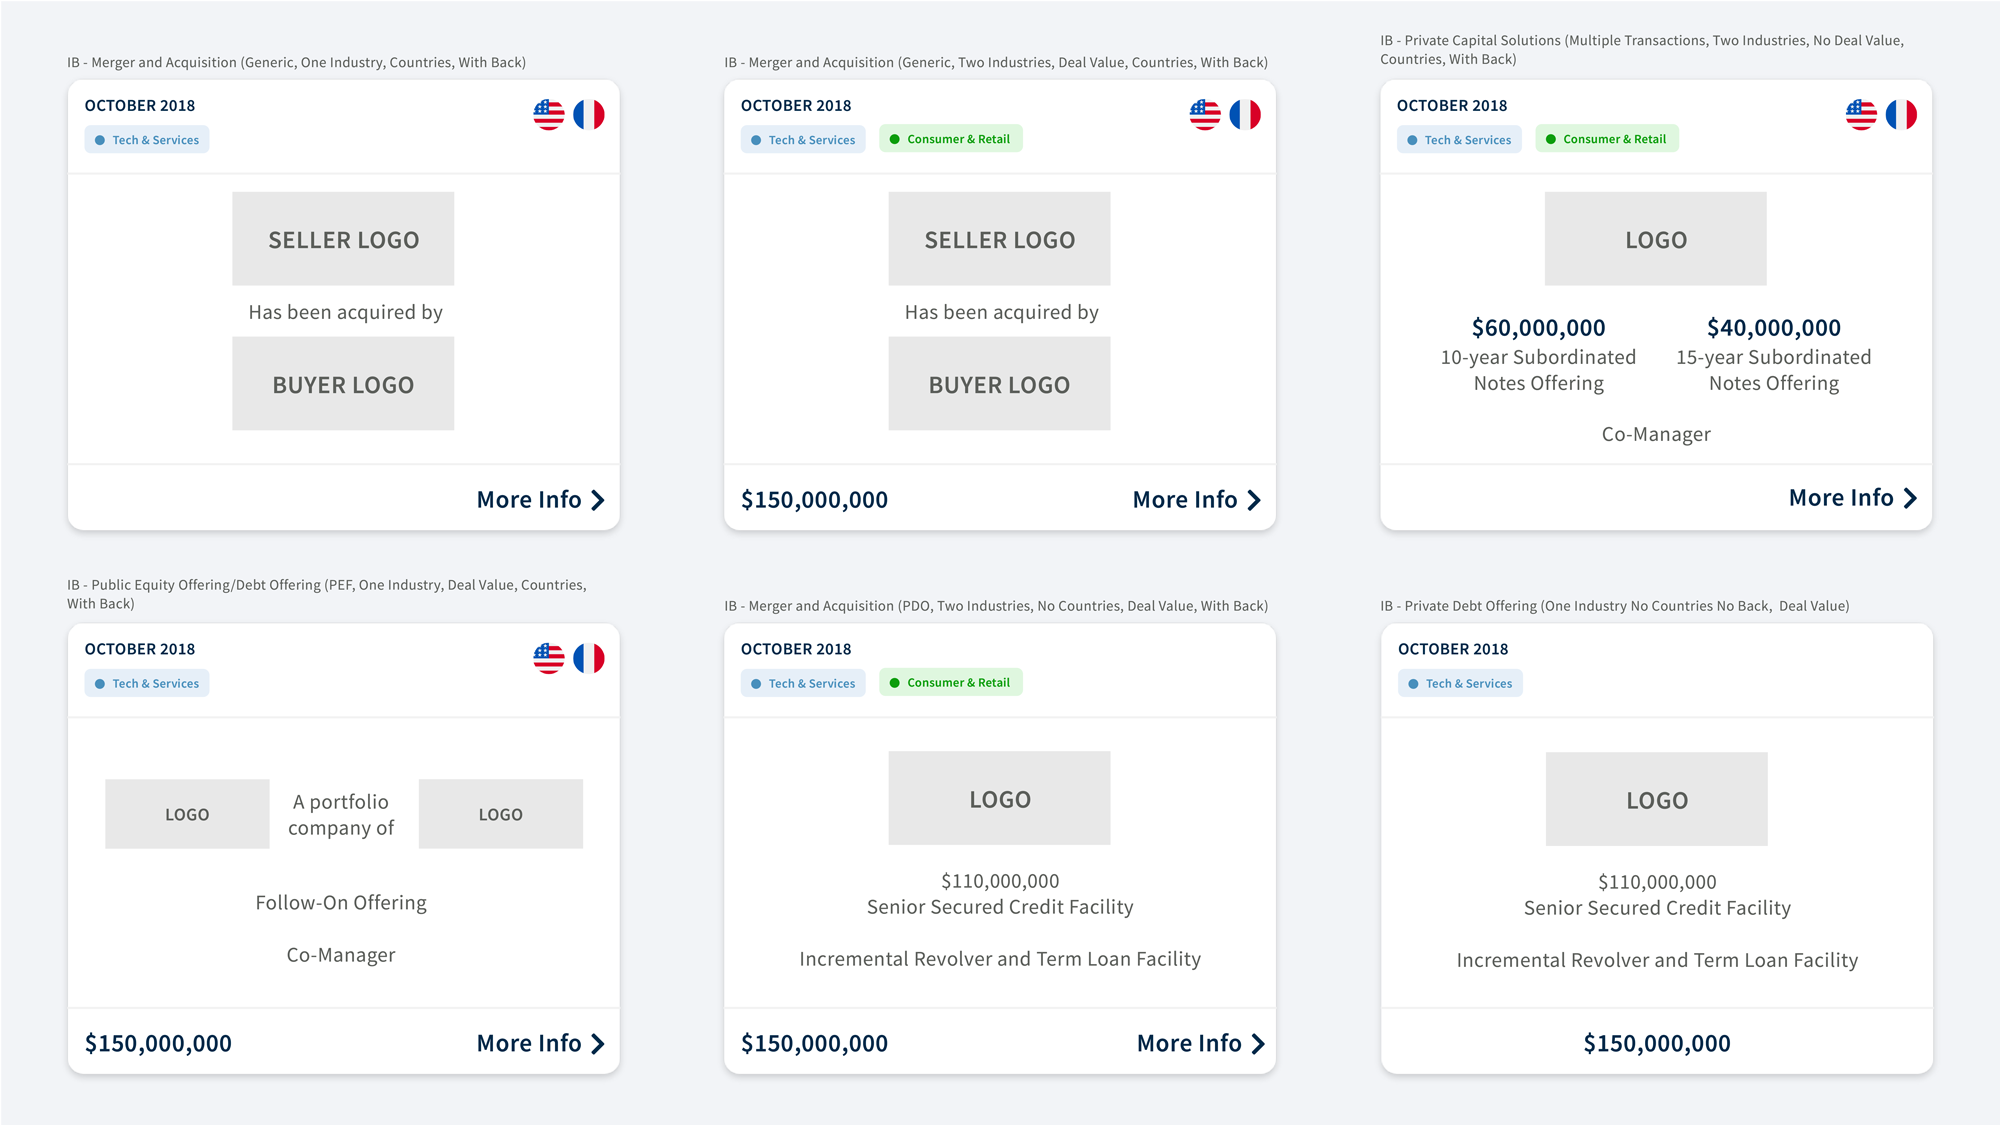 IB - Merger and Acquisition (Generic, One Industry, Countries, With Back)
OCTOBER 2018
Tech & Services
SELLER LOGO
Has been acquired by
BUYER LOGO
More Info
IB - Merger and Acquisition (Generic, Two Industries, Deal Value, Countries, With Back)
OCTOBER 2018
Tech & Services
Consumer & Retail
SELLER LOGO
Has been acquired by
BUYER LOGO
$150,000,000
More Info
IB - Private Capital Solutions (Multiple Transactions, Two Industries, No Deal Value,
Countries, With Back)
OCTOBER 2018
Tech & Services
Consumer & Retail
LOGO
$60,000,000
10-year Subordinated
Notes Offering
$40,000,000
15-year Subordinated
Notes Offering
Co-Manager
More Info
IB - Public Equity Offering/Debt Offering (PEF, One Industry, Deal Value, Countries,
With Back)
OCTOBER 2018
Tech & Services
LOGO
A portfolio
company of
LOGO
Follow-On Offering
Co-Manager
$150,000,000
More Info
IB - Merger and Acquisition (PDO, Two Industries, No Countries, Deal Value, With Back)
OCTOBER 2018
Tech & Services
Consumer & Retail
LOGO
$110,000,000
Senior Secured Credit Facility
Incremental Revolver and Term Loan Facility
$150,000,000
More Info
IB - Private Debt Offering (One Industry No Countries No Back,  Deal Value)
OCTOBER 2018
Tech & Services
LOGO
$110,000,000
Senior Secured Credit Facility
Incremental Revolver and Term Loan Facility
$150,000,000